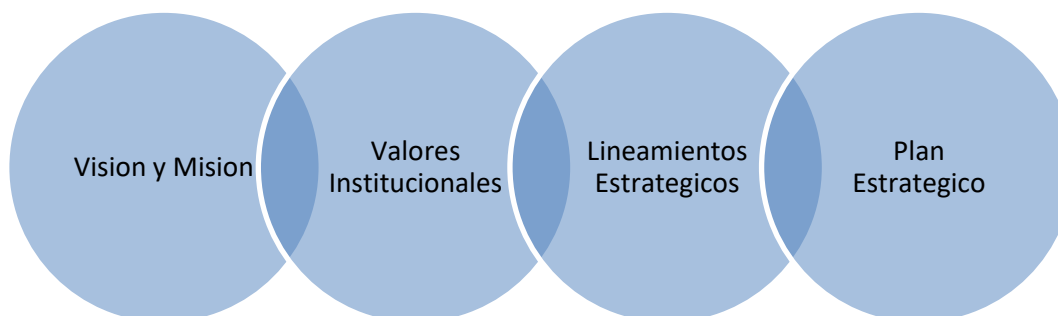 Vision y Mision
Valores
Institucionales
Lineamientos
Estrategicos
Plan
Estrategico